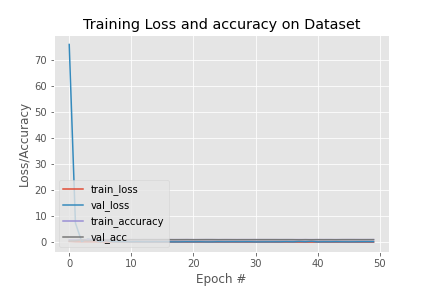 Training Loss and accuracy on Dataset
Loss/Accuracy
70
60
50
40
30
20
10
0
train_loss
val_loss
train_accuracy
val_acc
0 10 20 30 40 50
Epoch #